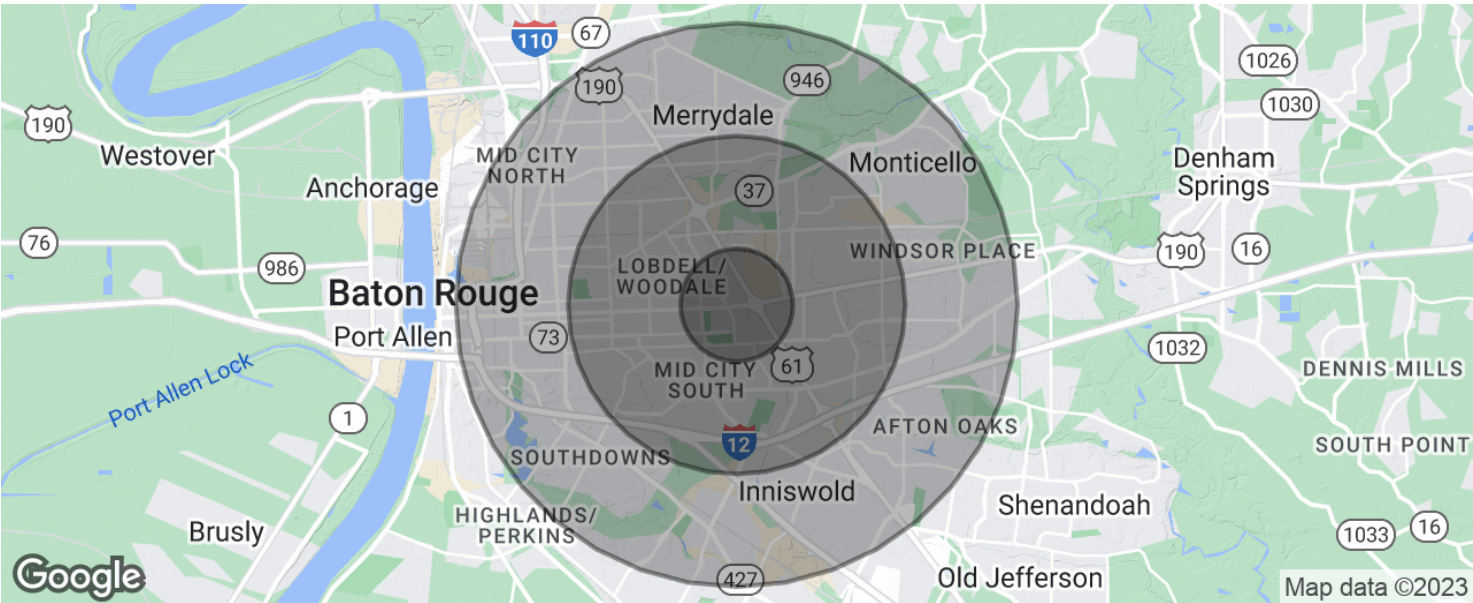 110
67
190
946
1026
1030
190
Westover
Merrydale
MID CITY
NORTH
Monticello
Denham
Springs
Anchorage
37
76
986
LOBDELL/
WOODALE
WINDSOR PLACE
190
16
Baton Rouge
Port Allen
73
61
1032
MID CITY
SOUTH
DENNIS MILLS
Port Allen Lock
1
AFTON OAKS
12
SOUTHDOWNS
SOUTH POINT
Inniswold
Shenandoah
HIGHLANDS/
PERKINS
Brusly
1033
16
Google
427
Old Jefferson
Map data ©2023